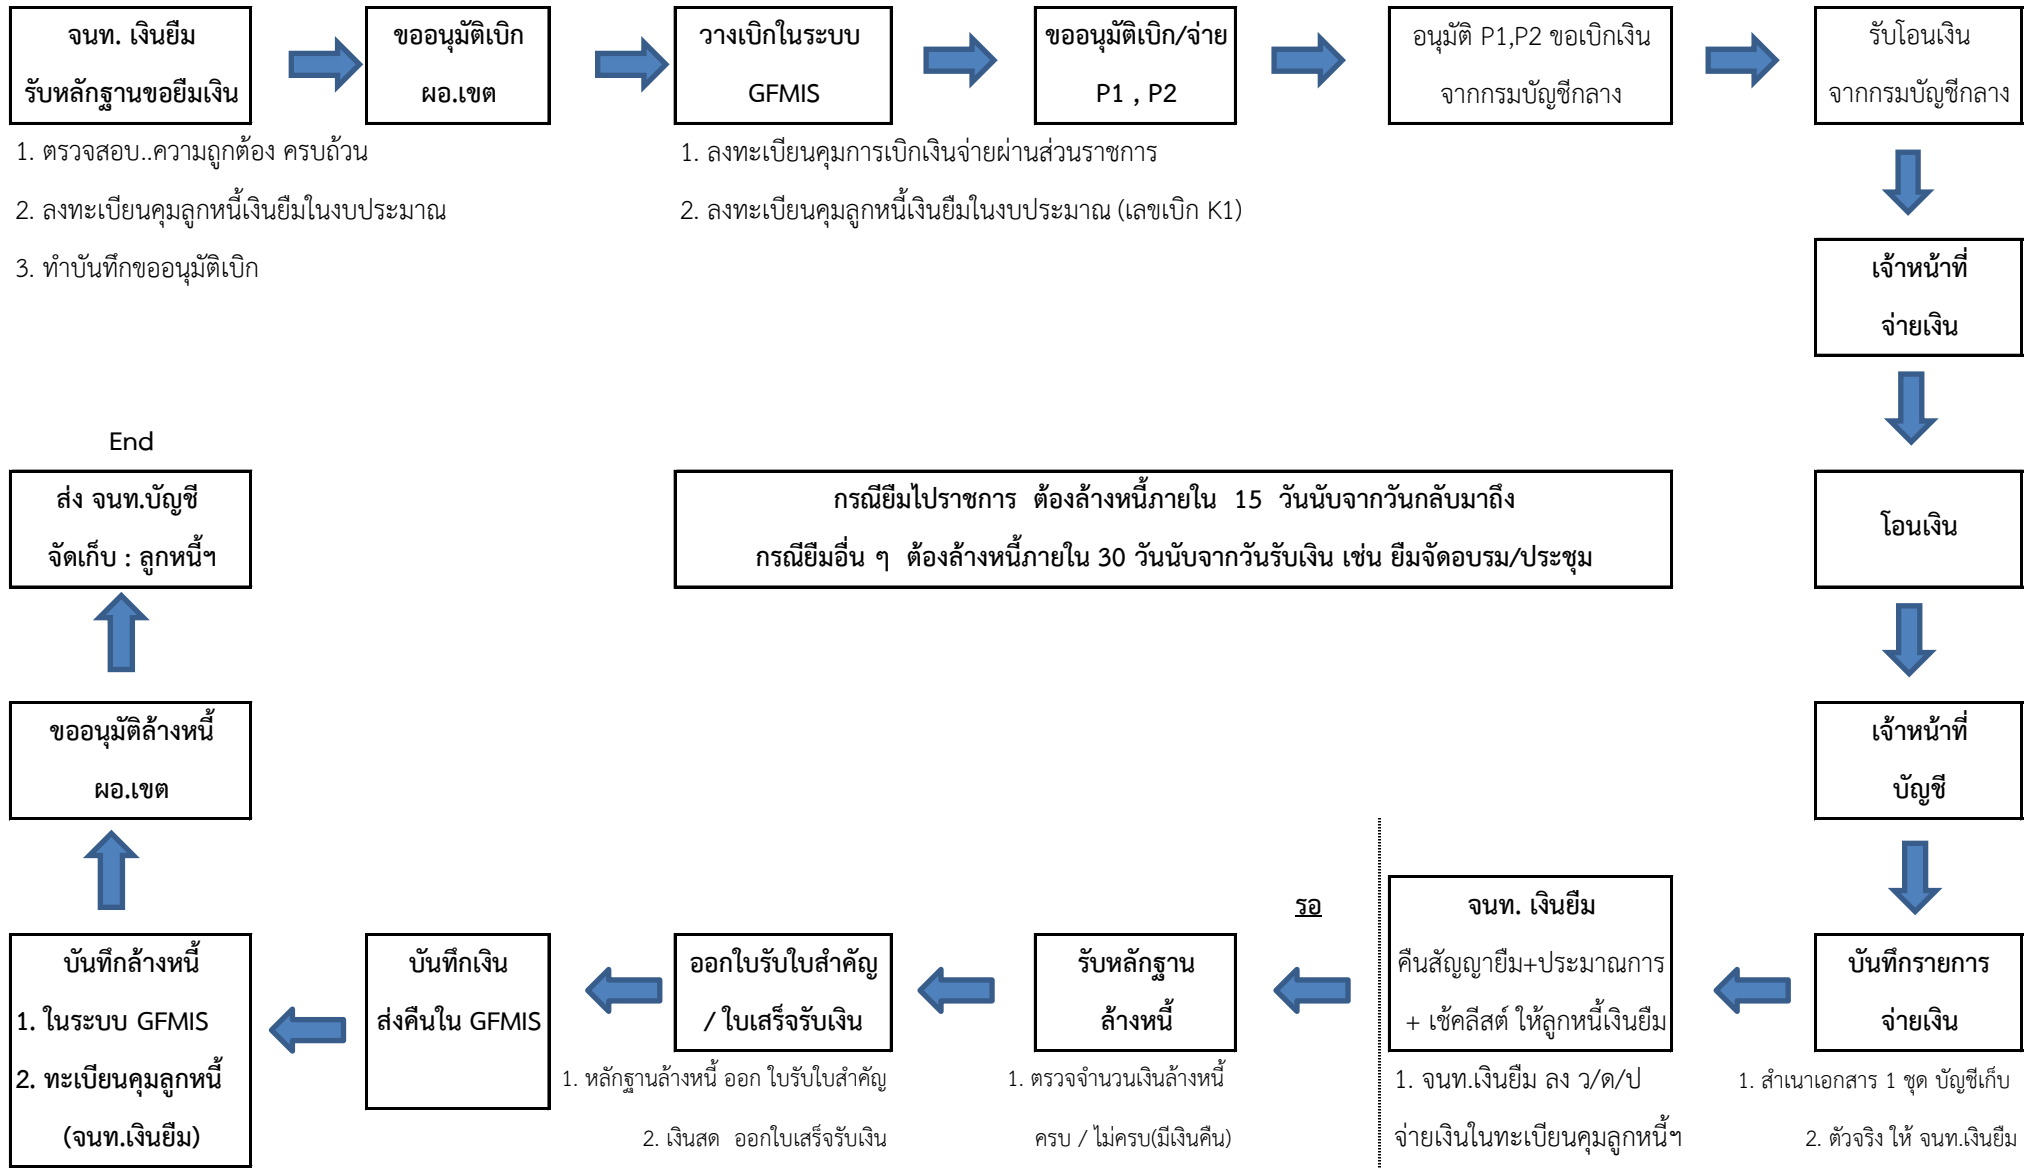 จนท. เงินยืม
รับหลักฐานขอยืมเงิน
ขออนุมัติเบิก
ผอ.เขต
วางเบิกในระบบ
GFMIS
ขออนุมัติเบิก/จ่าย
P1 , P2
อนุมัติ P1,P2 ขอเบิกเงิน
จากกรมบัญชีกลาง
รับโอนเงิน
จากกรมบัญชีกลาง
1. ตรวจสอบ..ความถูกต้อง ครบถ้วน
2. ลงทะเบียนคุมลูกหนี้เงินยืมในงบประมาณ
3. ทำบันทึกขออนุมัติเบิก
1. ลงทะเบียนคุมการเบิกเงินจ่ายผ่านส่วนราชการ
2. ลงทะเบียนคุมลูกหนี้เงินยืมในงบประมาณ (เลขเบิก K1)
เจ้าหน้าที่
จ่ายเงิน
โอนเงิน
กรณียืมไปราชการ ต้องล้างหนี้ภายใน 15 วันนับจากวันกลับมาถึง
กรณียืมอื่น ๆ ต้องล้างหนี้ภายใน 30 วันนับจากวันรับเงิน เช่น ยืมจัดอบรม/ประชุม
เจ้าหน้าที่
บัญชี
บันทึกรายการ
จ่ายเงิน
1. สำเนาเอกสาร 1 ชุด บัญชีเก็บ
2. ตัวจริง ให้ จนท.เงินยืม
จนท. เงินยืม
คืนสัญญายืม+ประมาณการ
+ เช้คลีสต์ ให้ลูกหนี้เงินยืม
1. จนท.เงินยืม ลง ว/ด/ป
จ่ายเงินในทะเบียนคุมลูกหนี้ฯ
รอ
รับหลักฐาน
ล้างหนี้
1. ตรวจจำนวนเงินล้างหนี้
ครบ / ไม่ครบ(มีเงินคืน)
ออกใบรับใบสำคัญ
/ ใบเสร็จรับเงิน
1. หลักฐานล้างหนี้ ออก ใบรับใบสำคัญ
2. เงินสด ออกใบเสร็จรับเงิน
บันทึกเงิน
ส่งคืนใน GFMIS
บันทึกล้างหนี้
1. ในระบบ GFMIS
2. ทะเบียนคุมลูกหนี้
(จนท.เงินยืม)
ขออนุมัติล้างหนี้
ผอ.เขต
End
ส่ง จนท.บัญชี
จัดเก็บ : ลูกหนี้ฯ